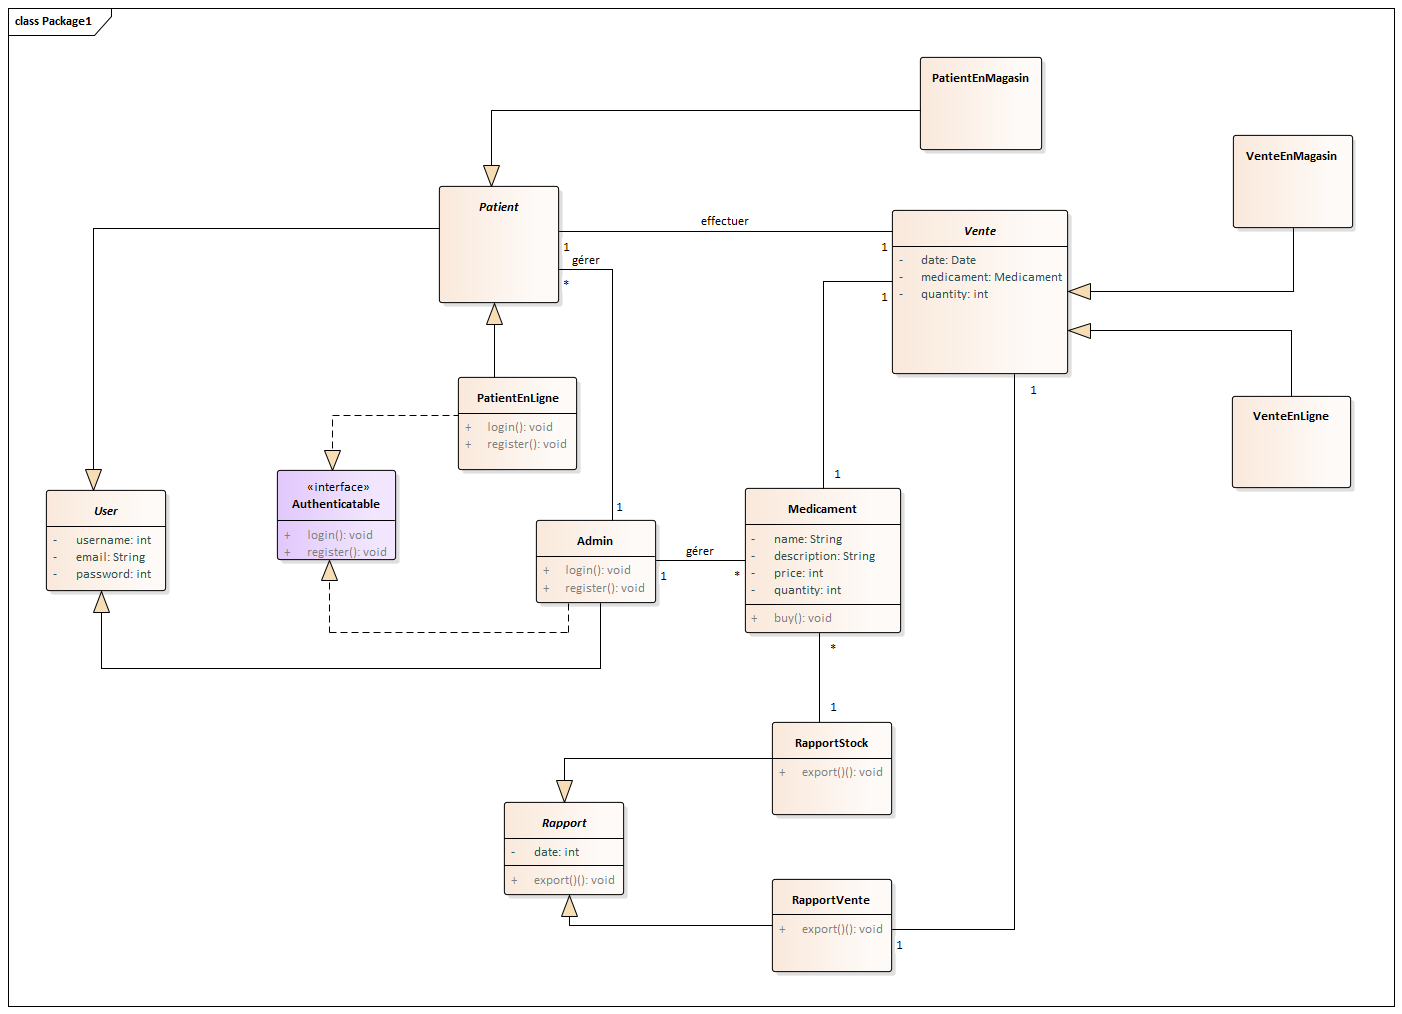 class Package1
PatientEnMagasin
VenteEnMagasin
Patient
effectuer
1
1
gérer
*
Vente
- date: Date
- medicament: Medicament
- quantity: int
1
1
PatientEnLigne
+ login(): void
+ register(): void
VenteEnLigne
«interface»
Authenticatable
+ login(): void
+ register(): void
User
- username: int
- email: String
- password: int
1
Admin
+ login(): void
+ register(): void
gérer
1
*
1
Medicament
- name: String
- description: String
- price: int
- quantity: int
+ buy(): void
*
1
RapportStock
+ export()(): void
Rapport
- date: int
+ export()(): void
RapportVente
+ export()(): void
1